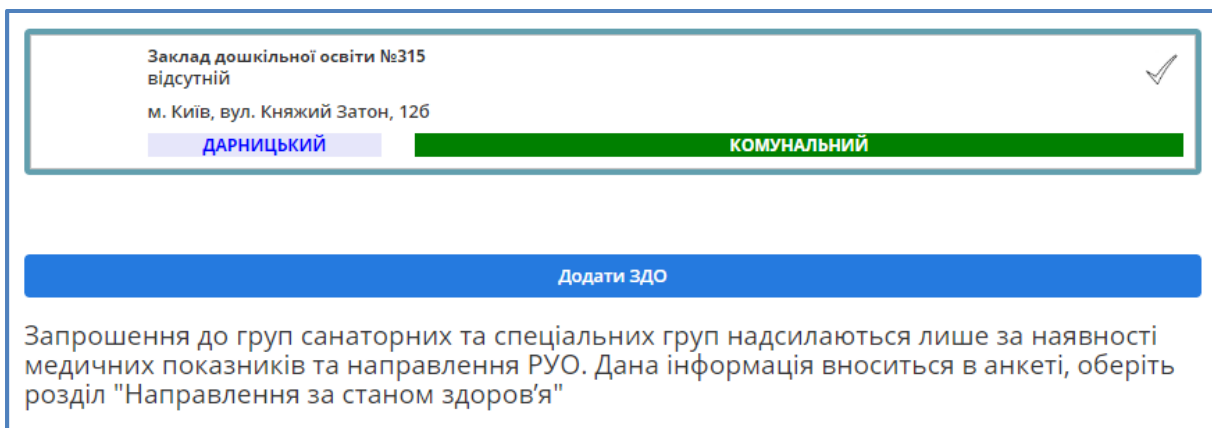 Заклад дошкільної освіти №315
відсутній
м. Київ, вул. Княжий Затон, 12б
ДАРНИЦЬКИЙ
КОМУНАЛЬНИЙ
Додати ЗДО
Запрошення до груп санаторних та спеціальних груп надсилаються лише за наявності
медичних показників та направлення РУО. Дана інформація вноситься в анкеті, оберіть
розділ "Направлення за станом здоров’я"